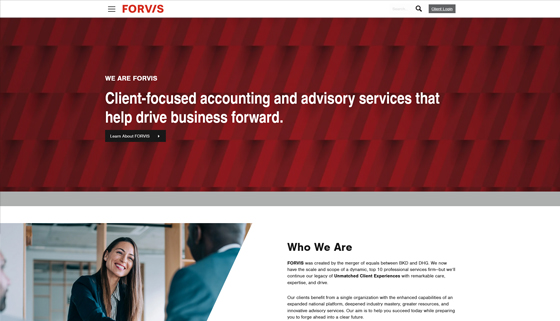 FORVIS
Search...
Client Login
WE ARE FORVIS
Client-focused accounting and advisory services that
help drive business forward.
Learn About FORVIS
Who We Are
FORVIS was created by the merger of equals between BKD and DHG. We now
have the scale and scope of a dynamic, top 10 professional services firm–but we'll
continue our legacy of Unmatched Client Experiences with remarkable care,
expertise, and drive.
Our clients benefit from a single organization with the enhanced capabilities of an
expanded national platform, deepened industry mastery, greater resources, and
innovative advisory services. Our aim is to help you succeed today while preparing
you to forge ahead into a clear future.